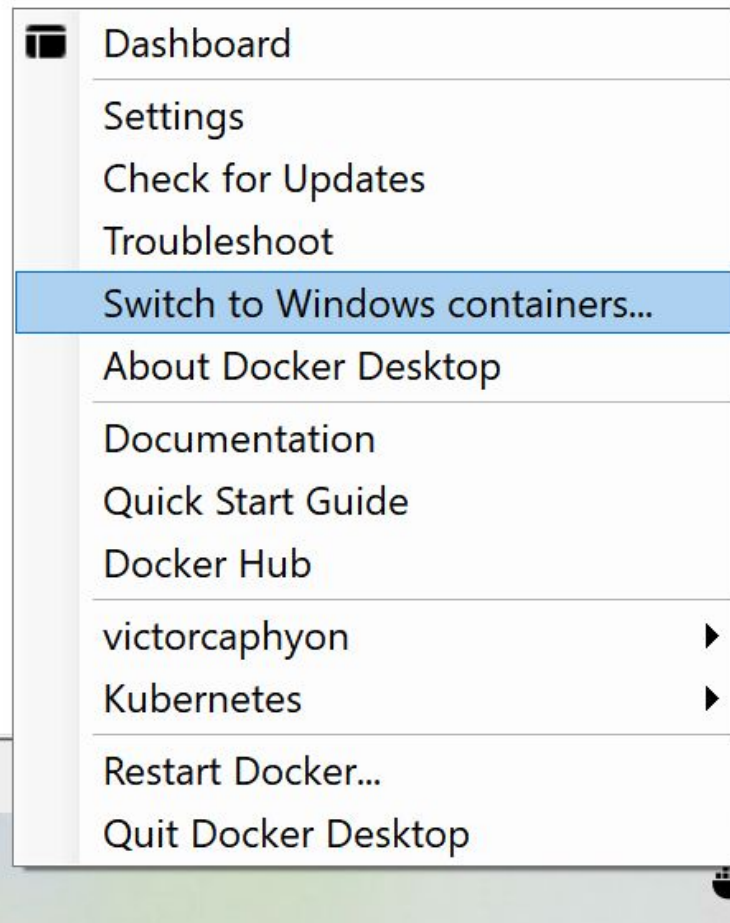 Dashboard
Settings
Check for Updates
Troubleshoot
Switch to Windows containers...
About Docker Desktop
Documentation
Quick Start Guide
Docker Hub
victorcaphyon
Kubernetes
Restart Docker...
Quit Docker Desktop